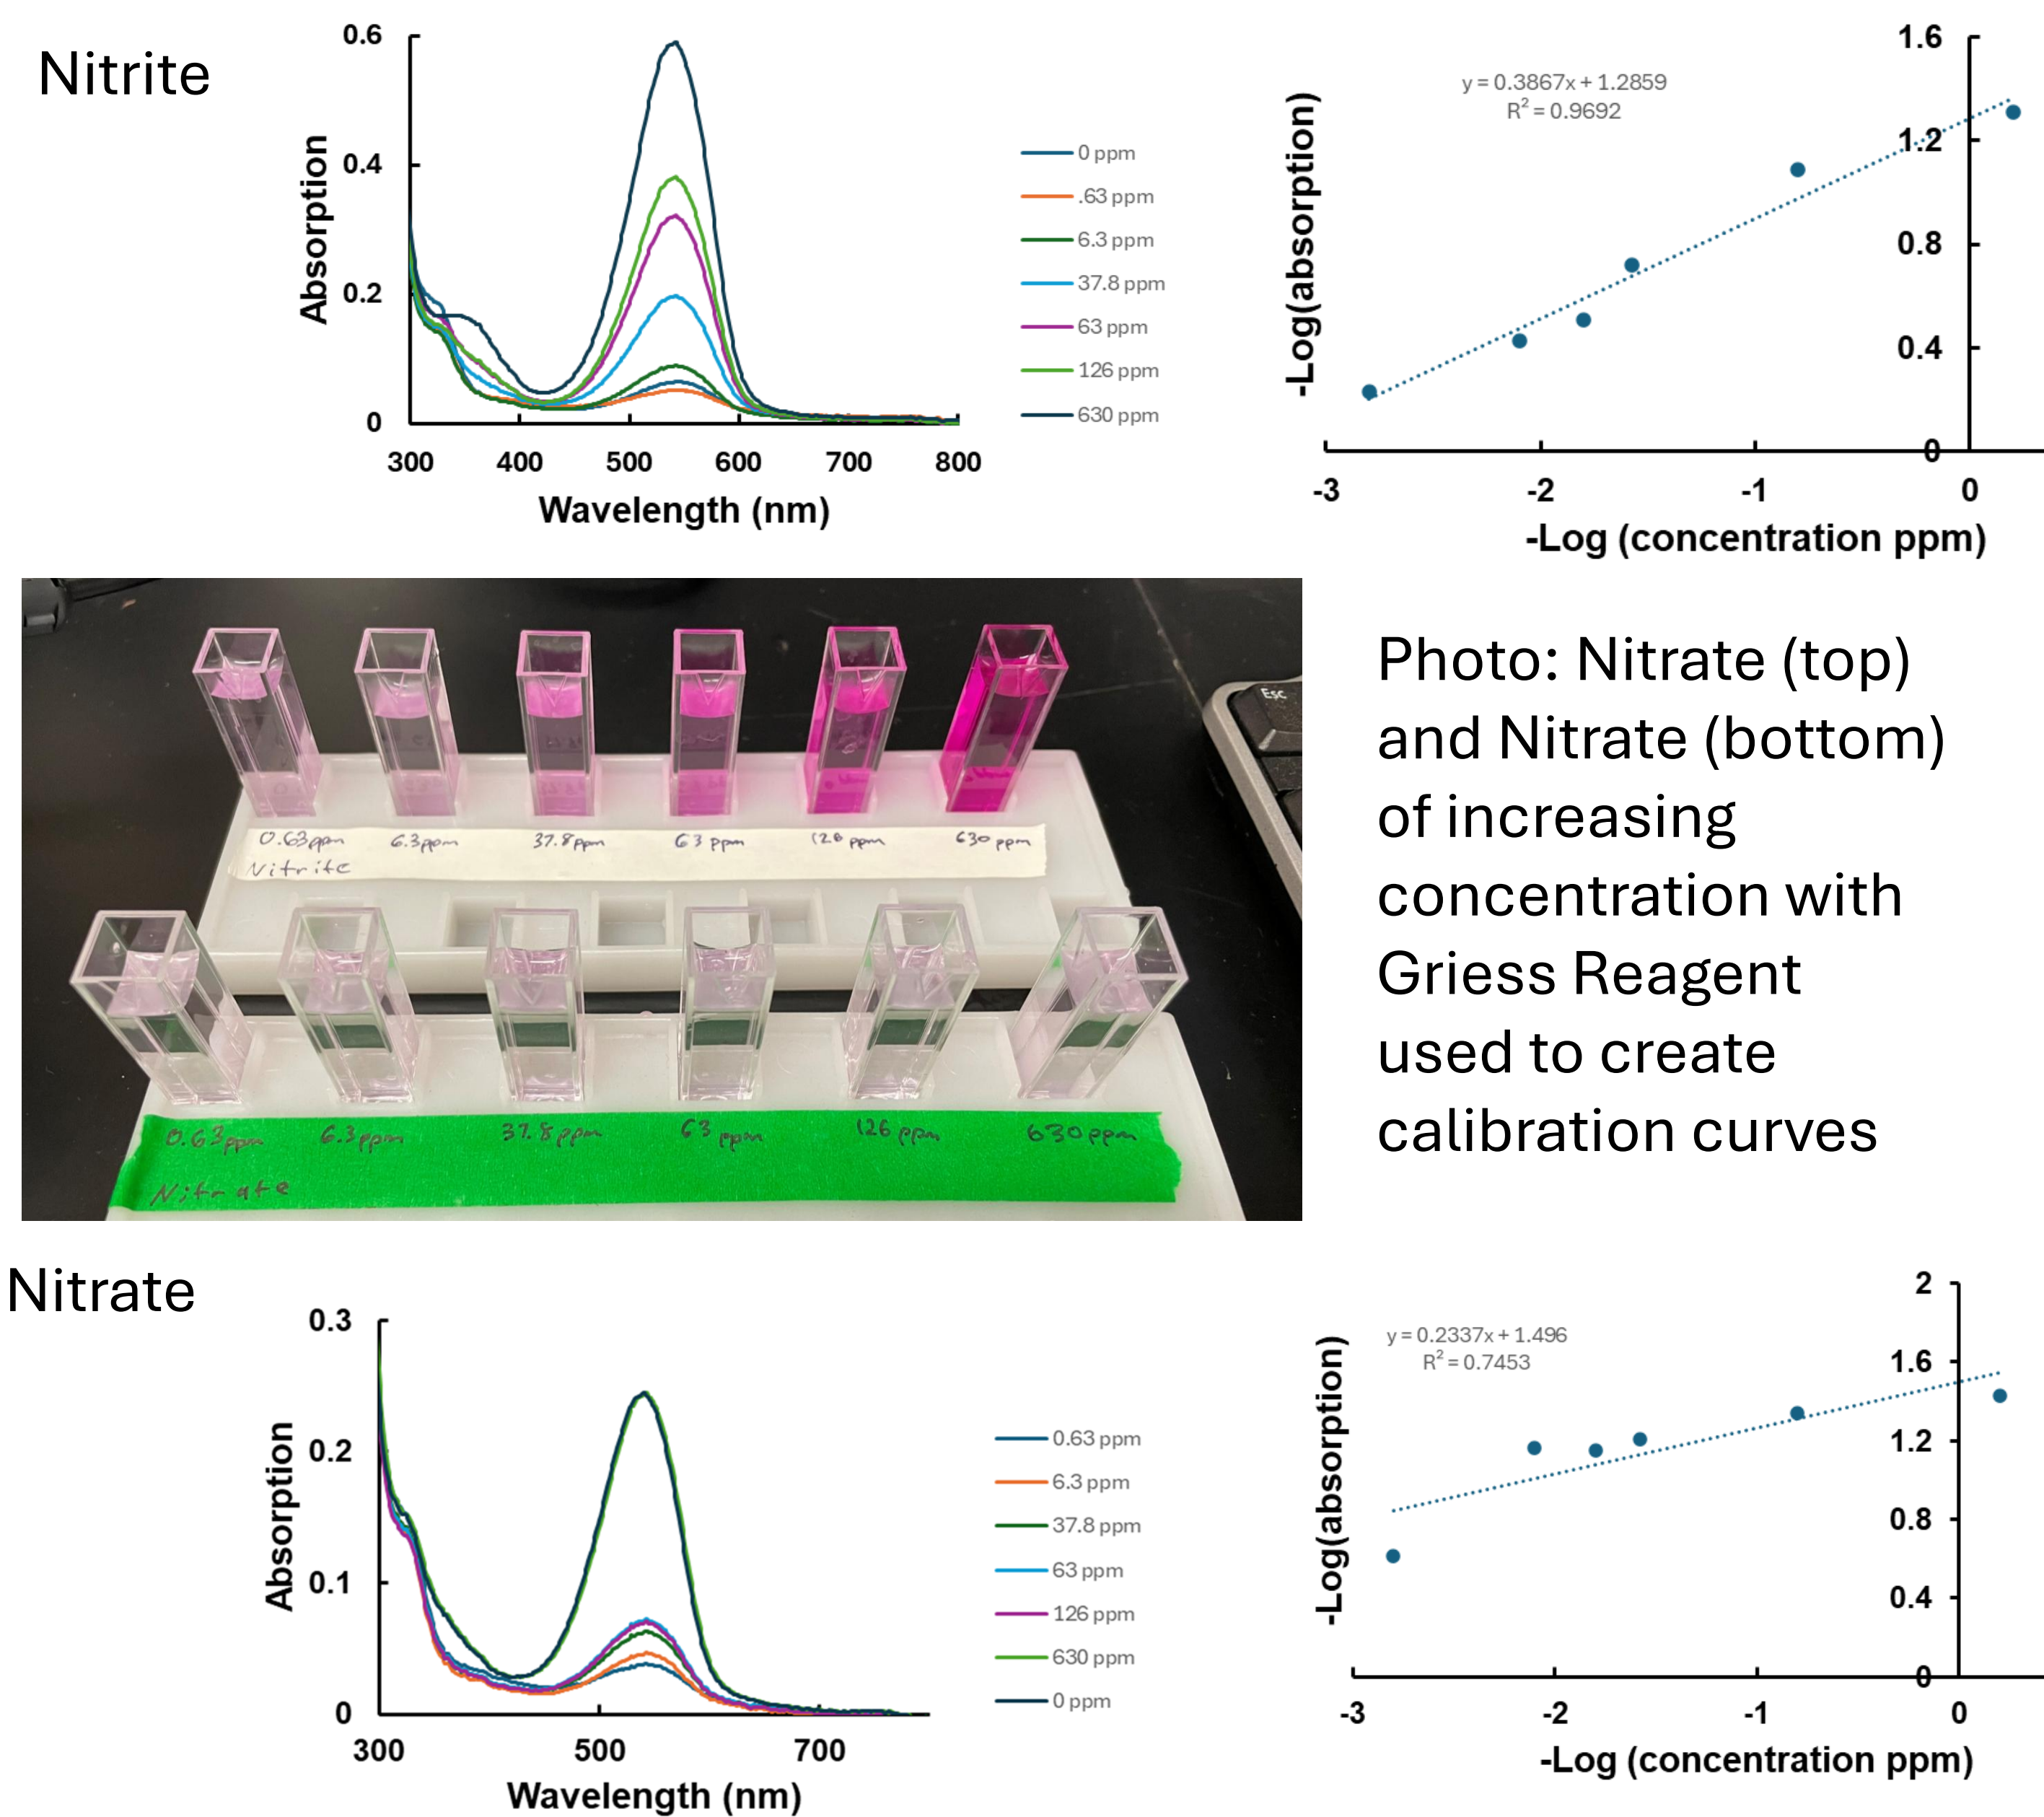 Nitrite
0.6
0.4
0.2
0
Absorption
300 400 500 600 700 800
Wavelength (nm)
0 ppm
.63 ppm
6.3 ppm
37.8 ppm
63 ppm
126 ppm
630 ppm
y = 0.3867x + 1.2859
R² = 0.9692
1.6
1.2
0.8
0.4
0
-Log(absorption)
-3 -2 -1 0
-Log (concentration ppm)
Esc
0.63ppm 6.3ppm 37.8ppm 63 ppm 126 ppm 630 ppm
Nitrite
0.63ppm 6.3ppm 37.8ppm 63 ppm 126 ppm 630ppm
Nitrate
Photo: Nitrate (top)
and Nitrate (bottom)
of increasing
concentration with
Griess Reagent
used to create
calibration curves
Nitrate
0.3
0.2
0.1
0
Absorption
300 500 700
Wavelength (nm)
0.63 ppm
6.3 ppm
37.8 ppm
63 ppm
126 ppm
630 ppm
0 ppm
y = 0.2337x + 1.496
R² = 0.7453
2
1.6
1.2
0.8
0.4
0
-Log(absorption)
-3 -2 -1 0
-Log (concentration ppm)